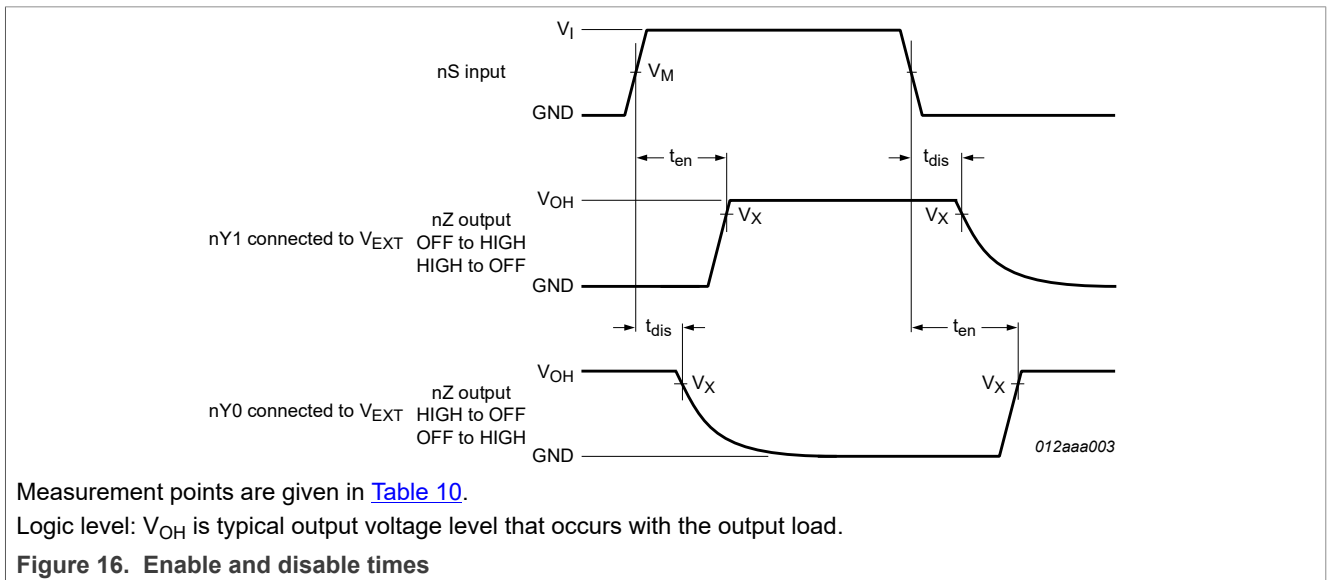 V_I
nS input
V_M
GND
t_en
t_dis
V_OH
V_X
V_X
nY1 connected to V_EXT
nZ output
OFF to HIGH
HIGH to OFF
GND
t_dis
t_en
V_OH
V_X
V_X
nY0 connected to V_EXT
nZ output
HIGH to OFF
OFF to HIGH
GND
012aaa003
Measurement points are given in Table 10.
Logic level: V_OH is typical output voltage level that occurs with the output load.
Figure 16. Enable and disable times